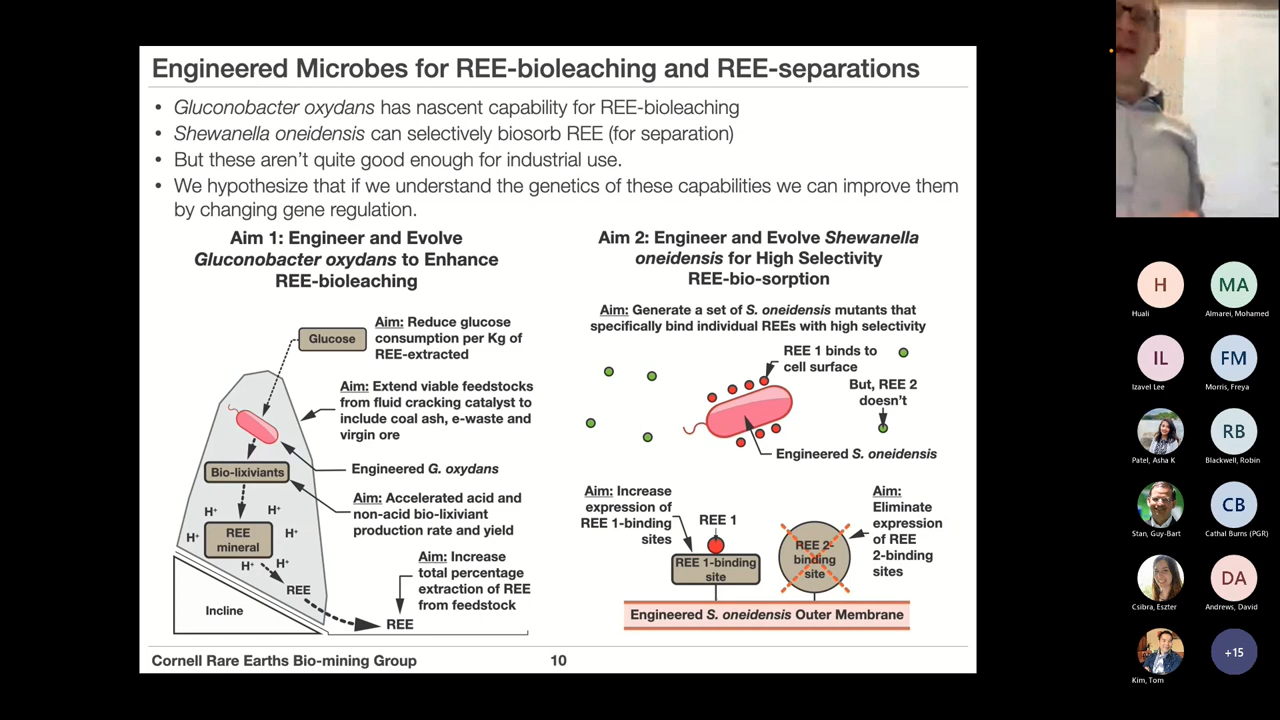 Engineered Microbes for REE-bioleaching and REE-separations
• Gluconobacter oxydans has nascent capability for REE-bioleaching
• Shewanella oneidensis can selectively biosorb REE (for separation)
• But these aren't quite good enough for industrial use.
• We hypothesize that if we understand the genetics of these capabilities we can improve them
by changing gene regulation.
Aim 1: Engineer and Evolve
Gluconobacter oxydans to Enhance
REE-bioleaching
Glucose
Aim: Reduce glucose
consumption per Kg of
REE-extracted
Aim: Extend viable feedstocks
from fluid cracking catalyst to
include coal ash, e-waste and
virgin ore
Engineered G. oxydans
Bio-lixiviants
Aim: Accelerated acid and
non-acid bio-lixiviant
production rate and yield
H+
H+
H+
H+
REE
mineral
H+
H+
REE
Aim: Increase
total percentage
extraction of REE
from feedstock
Incline
REE
Aim 2: Engineer and Evolve Shewanella
oneidensis for High Selectivity
REE-bio-sorption
Aim: Generate a set of S. oneidensis mutants that
specifically bind individual REEs with high selectivity
REE 1 binds to
cell surface
But, REE 2
doesn't
Engineered S. oneidensis
Aim: Increase
expression of
REE 1-binding
sites
REE 1
REE 1-binding
site
REE 2-
binding
site
Aim:
Eliminate
expression
of REE
2-binding
sites
Engineered S. oneidensis Outer Membrane
Cornell Rare Earths Bio-mining Group
10
H
MA
Huali
Almarei, Mohamed
IL
FM
Izavel Lee
Morris, Freya
RB
Patel, Asha K
Blackwell, Robin
CB
Stan, Guy-Bart
Cathal Burns (PGR)
DA
Csibra, Eszter
Andrews, David
+15
Kim, Tom